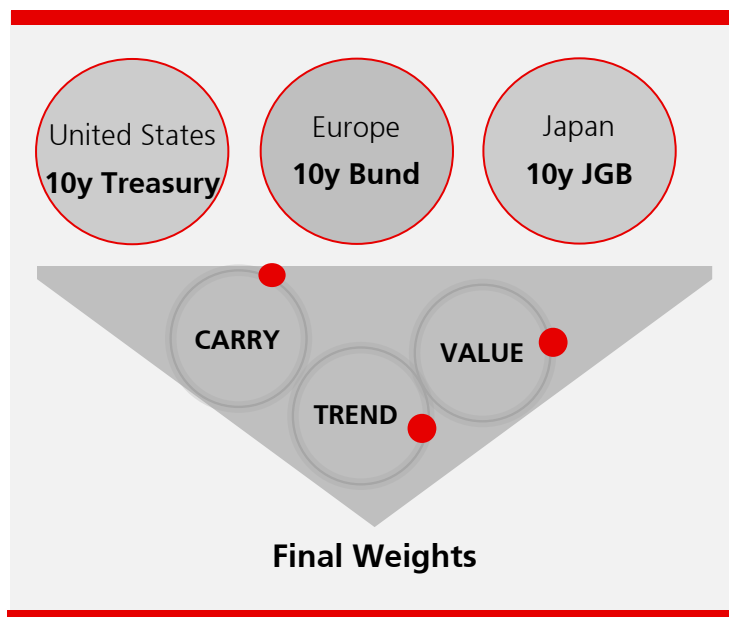 United States
10y Treasury
Europe
10y Bund
Japan
10y JGB
CARRY
VALUE
TREND
Final Weights